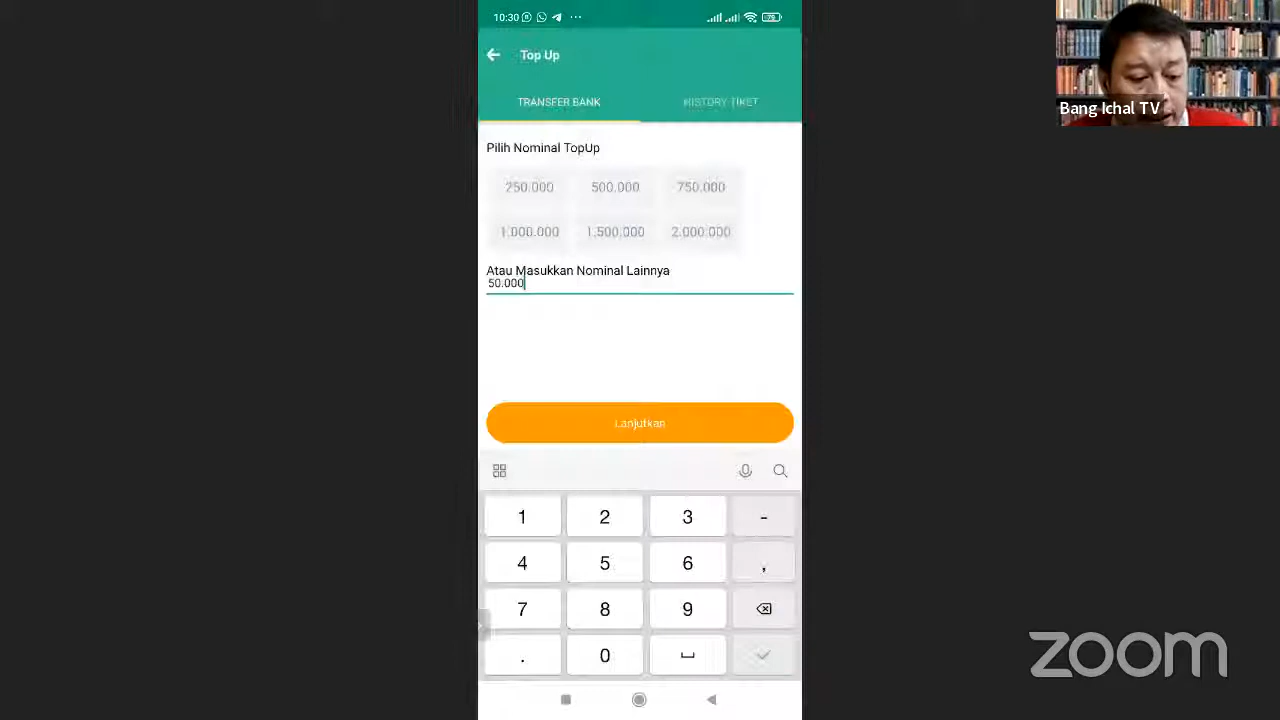 10:30
Top Up
TRANSFER BANK
HISTORY TIKET
Pilih Nominal TopUp
250.000 500.000 750.000
1.000.000 1.500.000 2.000.000
Atau Masukkan Nominal Lainnya
50.000
Lanjutkan
1 2 3 -
4 5 6 ,
7 8 9
. 0
Bang Ichal TV
zoom